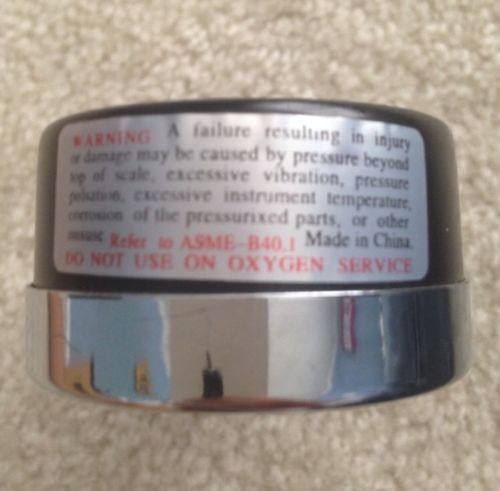 WARNING A failure resulting in injury
or damage may be caused by pressure beyond
top of scale, excessive vibration, pressure
pulsation, excessive instrument temperature,
corrosion of the pressurixed parts, or other
misuse. Refer to ASME-B40.1 Made in China.
DO NOT USE ON OXYGEN SERVICE